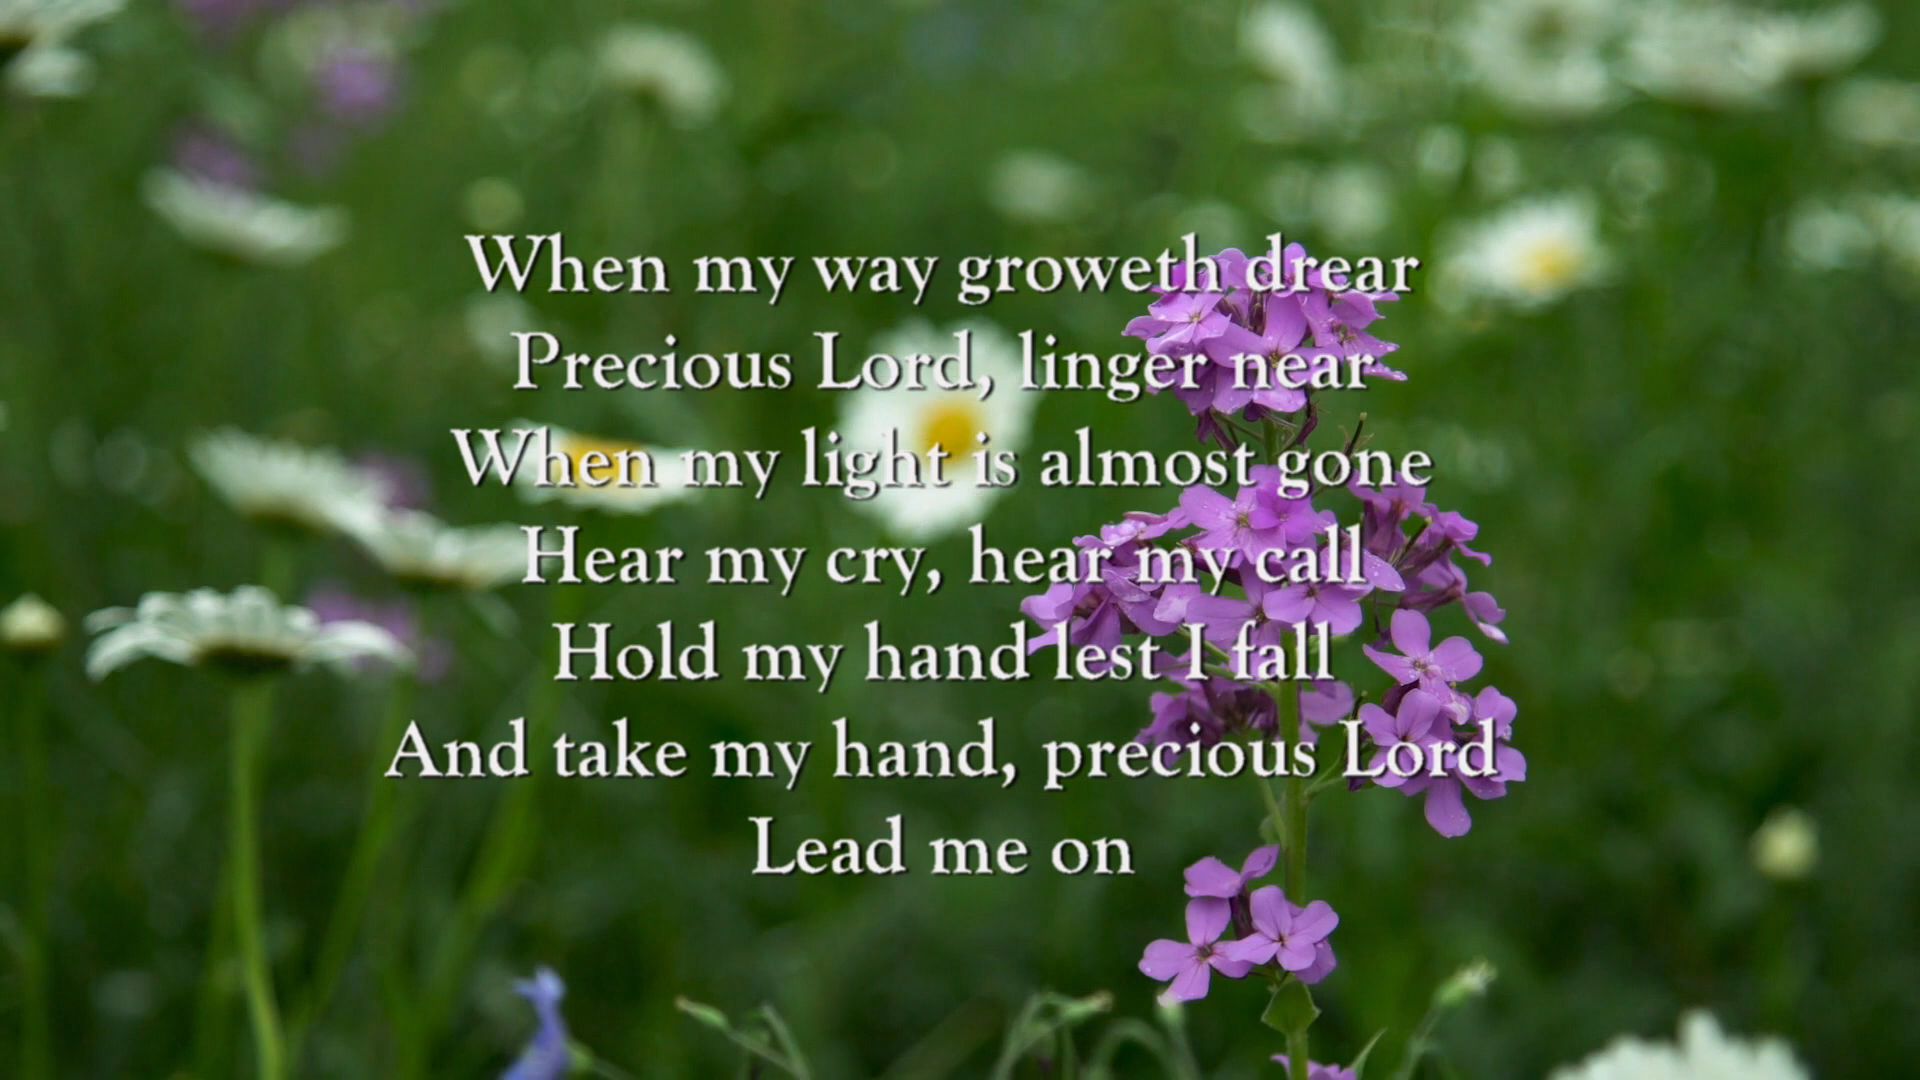 When my way groweth drear
Precious Lord, linger near
When my light is almost gone
Hear my cry, hear my call
Hold my hand lest I fall
And take my hand, precious Lord
Lead me on